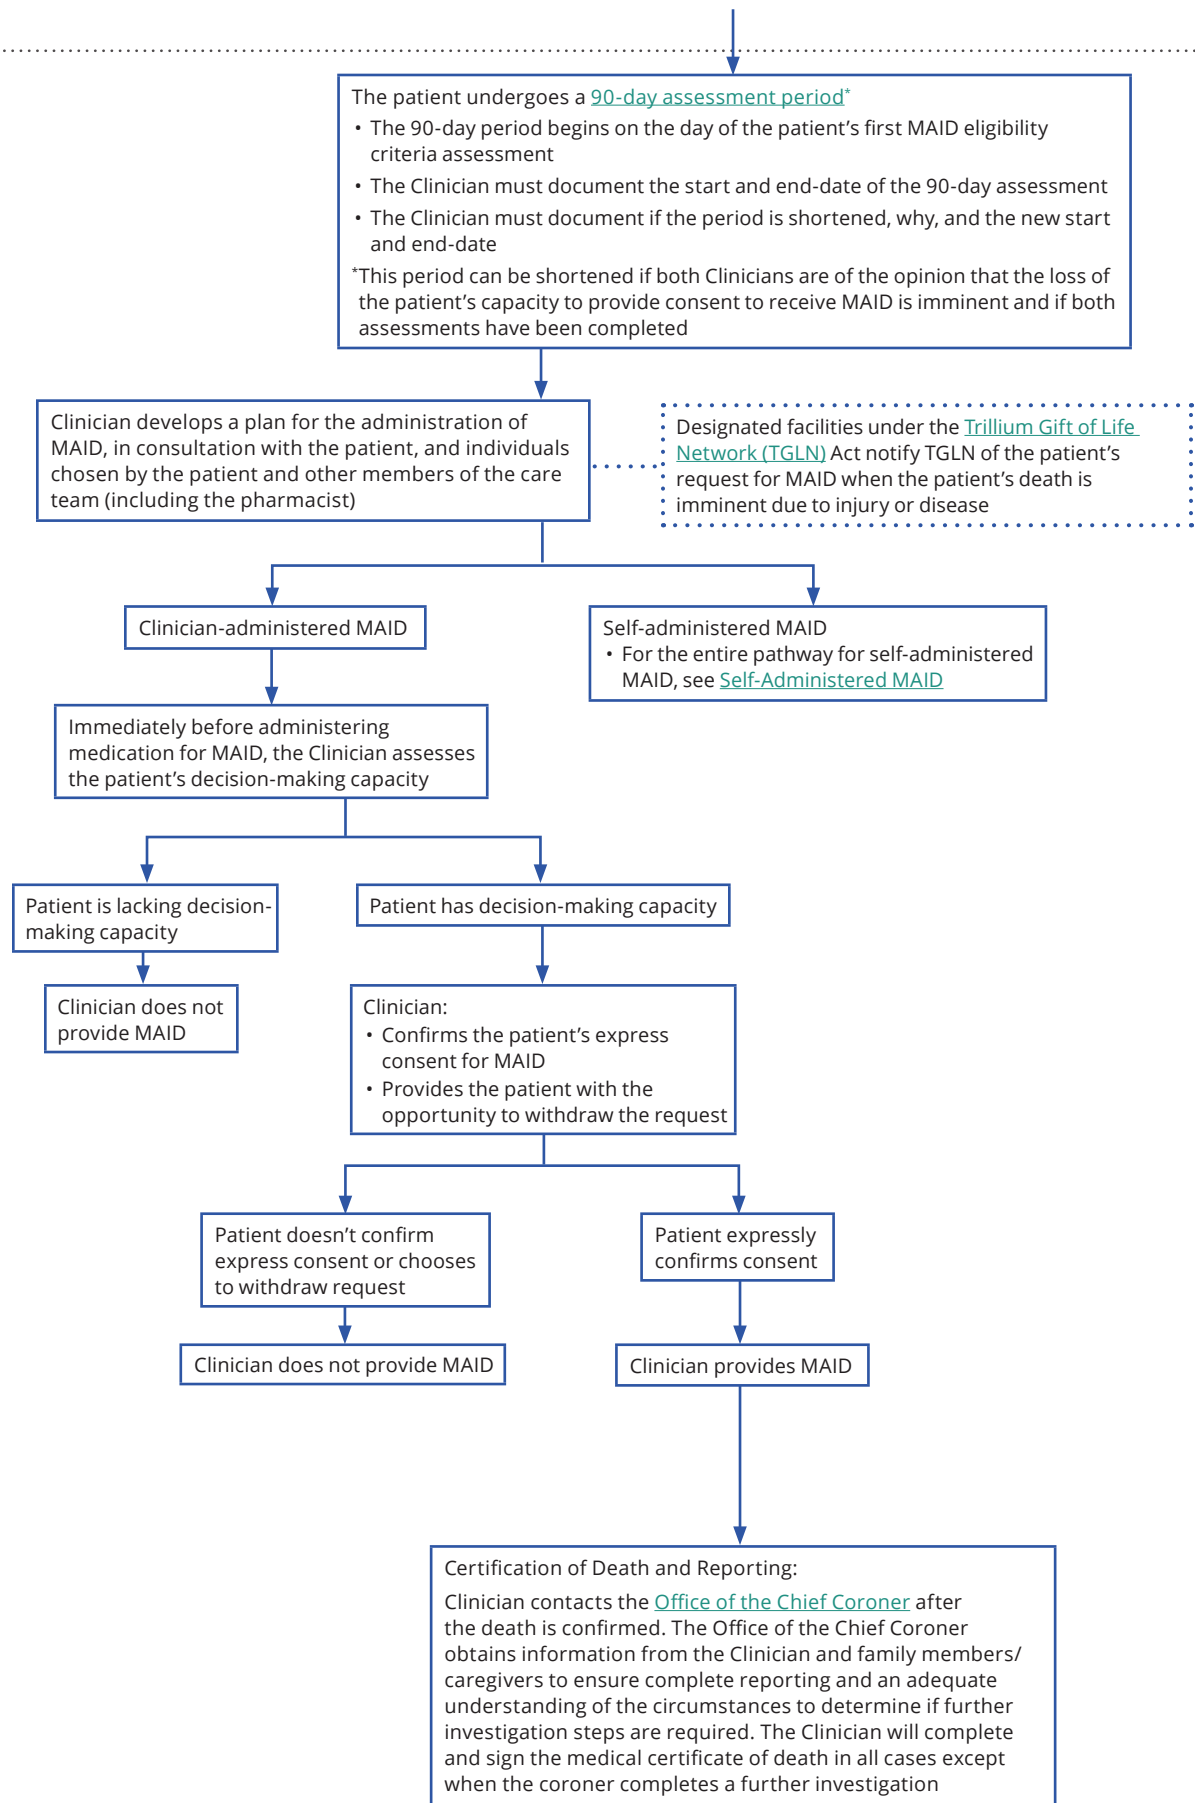 The patient undergoes a 90-day assessment period*
• The 90-day period begins on the day of the patient’s first MAID eligibility
criteria assessment
• The Clinician must document the start and end-date of the 90-day assessment
• The Clinician must document if the period is shortened, why, and the new start
and end-date
*This period can be shortened if both Clinicians are of the opinion that the loss of
the patient’s capacity to provide consent to receive MAID is imminent and if both
assessments have been completed
Clinician develops a plan for the administration of
MAID, in consultation with the patient, and individuals
chosen by the patient and other members of the care
team (including the pharmacist)
Designated facilities under the Trillium Gift of Life
Network (TGLN) Act notify TGLN of the patient’s
request for MAID when the patient’s death is
imminent due to injury or disease
Clinician-administered MAID
Self-administered MAID
• For the entire pathway for self-administered
MAID, see Self-Administered MAID
Immediately before administering
medication for MAID, the Clinician assesses
the patient’s decision-making capacity
Patient is lacking decision-
making capacity
Patient has decision-making capacity
Clinician does not
provide MAID
Clinician:
• Confirms the patient’s express
consent for MAID
• Provides the patient with the
opportunity to withdraw the request
Patient doesn’t confirm
express consent or chooses
to withdraw request
Patient expressly
confirms consent
Clinician does not provide MAID
Clinician provides MAID
Certification of Death and Reporting:
Clinician contacts the Office of the Chief Coroner after
the death is confirmed. The Office of the Chief Coroner
obtains information from the Clinician and family members/
caregivers to ensure complete reporting and an adequate
understanding of the circumstances to determine if further
investigation steps are required. The Clinician will complete
and sign the medical certificate of death in all cases except
when the coroner completes a further investigation